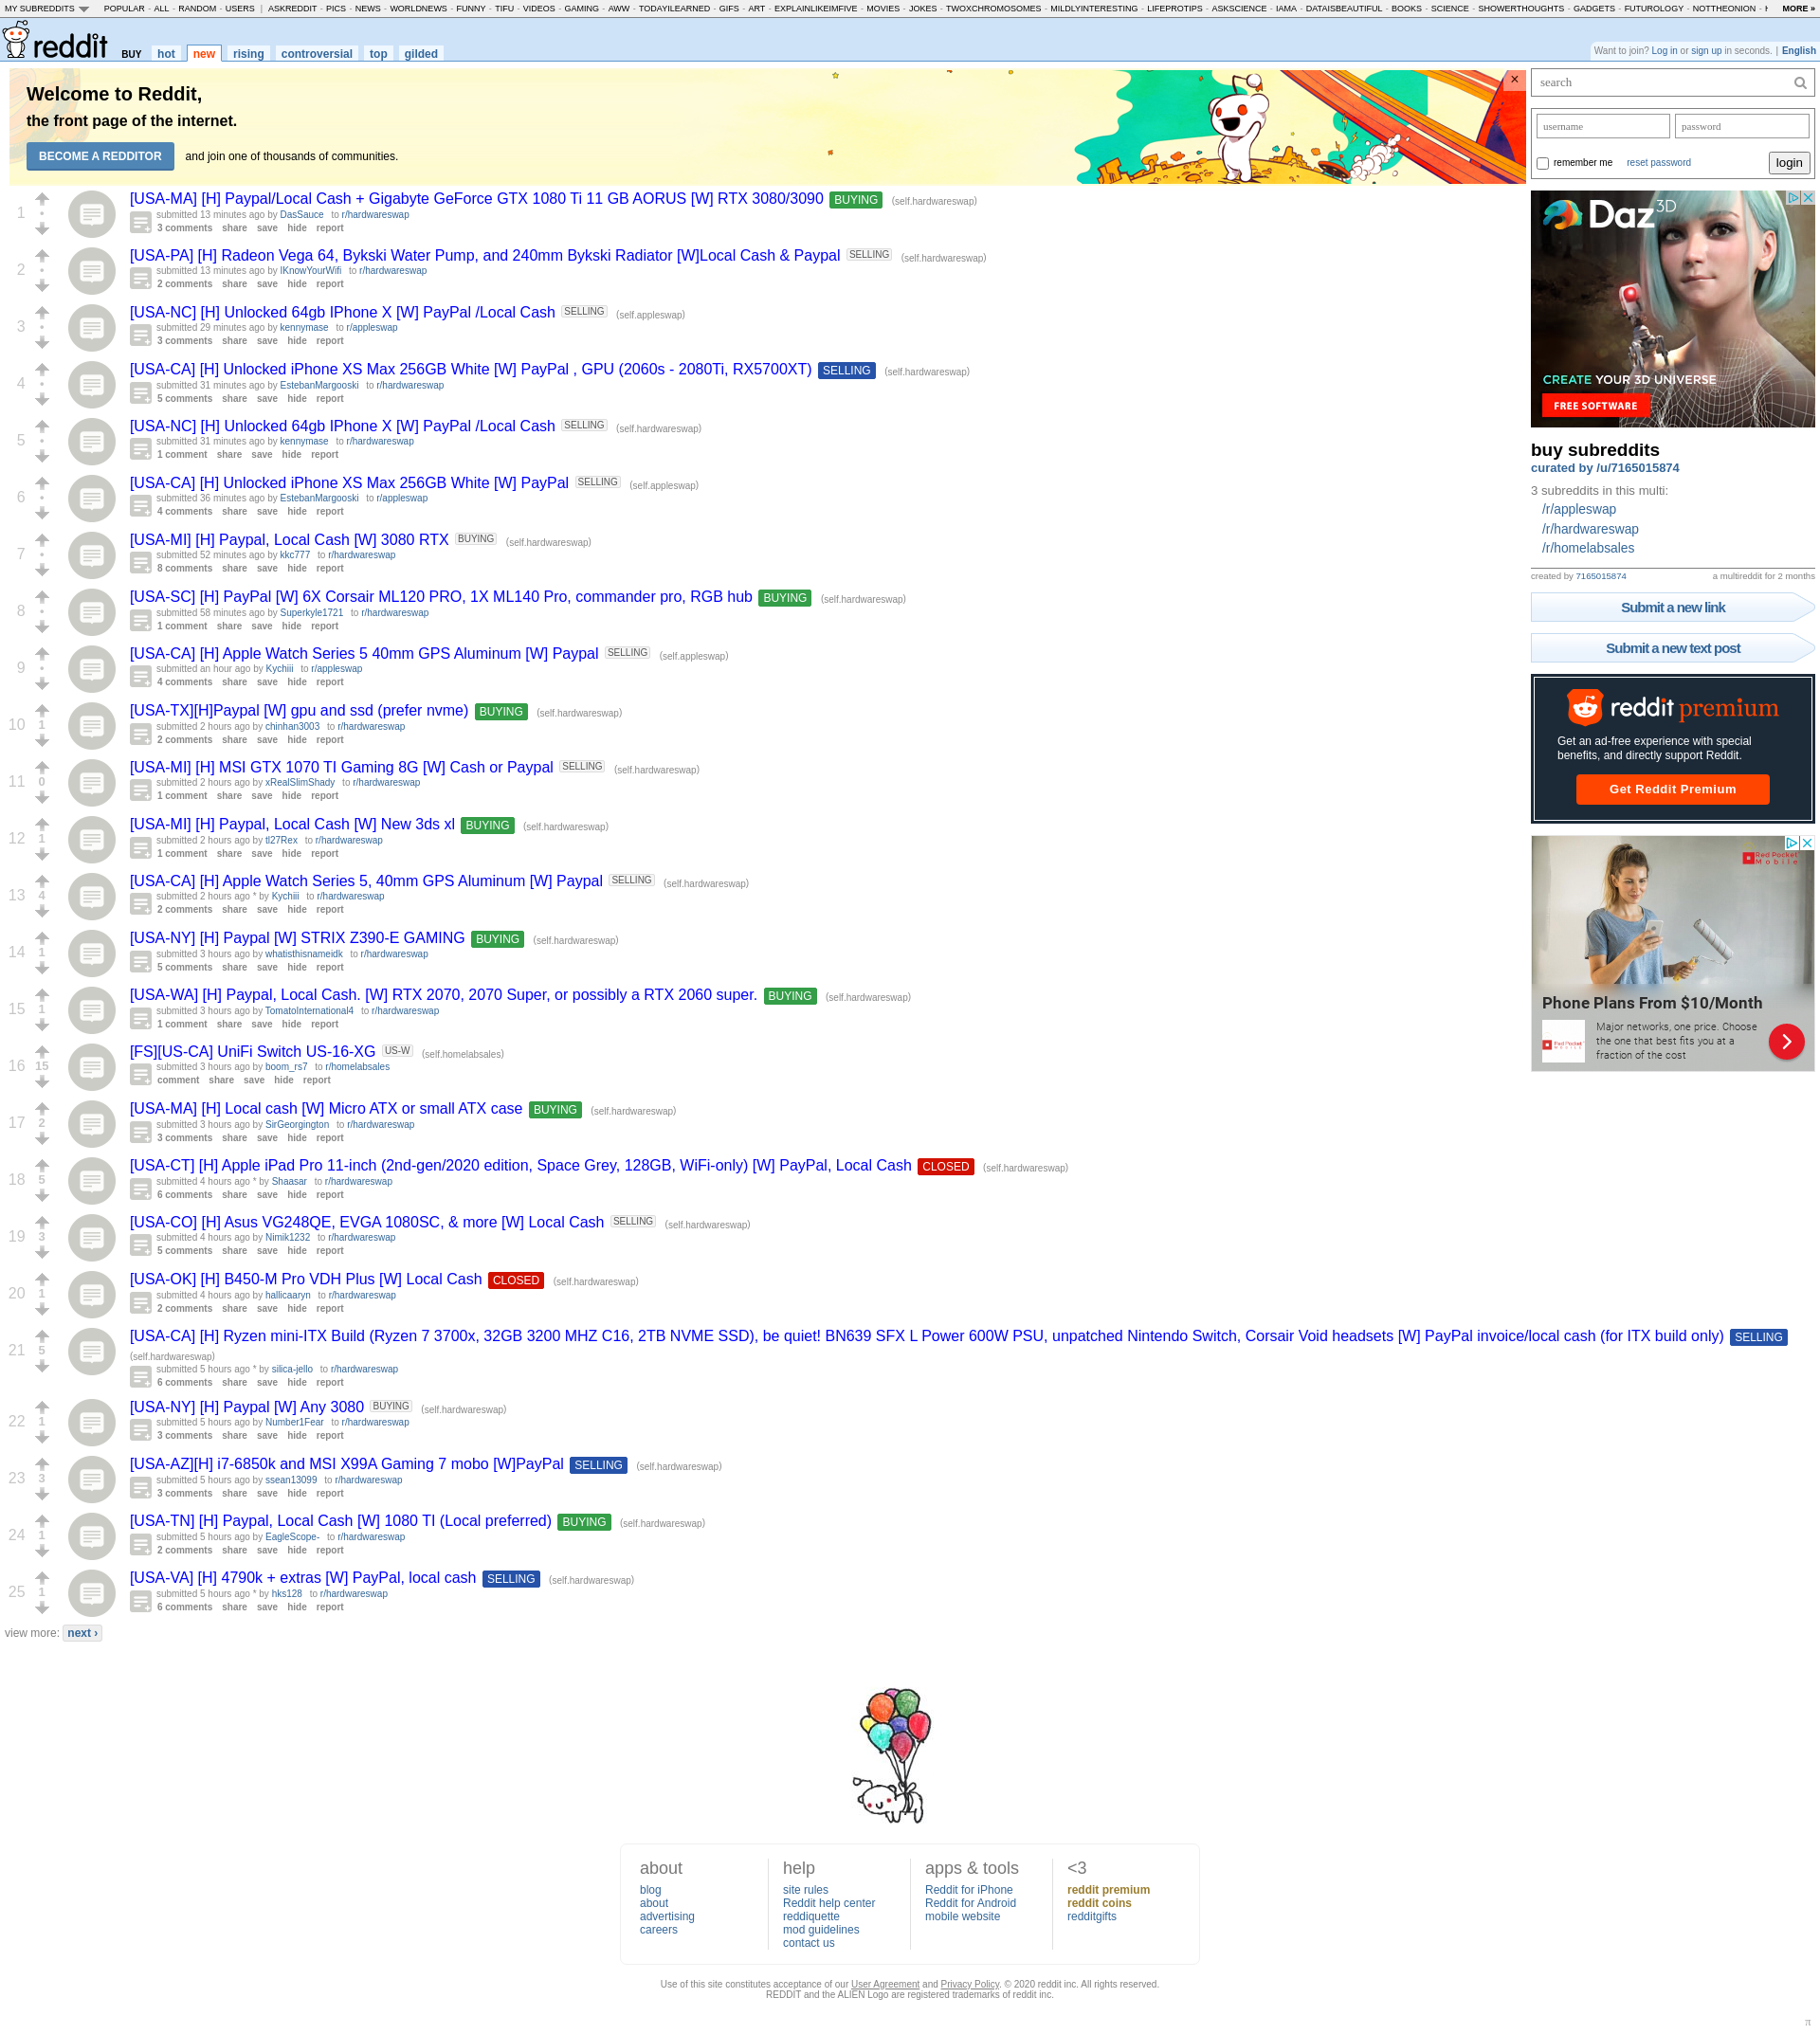 MY SUBREDDITS POPULAR - ALL - RANDOM - USERS | ASKREDDIT - PICS - NEWS - WORLDNEWS - FUNNY - TIFU - VIDEOS - GAMING - AWW - TODAYILEARNED - GIFS - ART - EXPLAINLIKEIMFIVE - MOVIES - JOKES - TWOXCHROMOSOMES - MILDLYINTERESTING - LIFEPROTIPS - ASKSCIENCE - IAMA - DATAISBEAUTIFUL - BOOKS - SCIENCE - SHOWERTHOUGHTS - GADGETS - FUTUROLOGY - NOTTHEONION - MORE »
reddit BUY hot new rising controversial top gilded
Want to join? Log in or sign up in seconds. | English
Welcome to Reddit,
the front page of the internet.
BECOME A REDDITOR and join one of thousands of communities.
1 [USA-MA] [H] Paypal/Local Cash + Gigabyte GeForce GTX 1080 Ti 11 GB AORUS [W] RTX 3080/3090 BUYING (self.hardwareswap)
submitted 13 minutes ago by DasSauce to r/hardwareswap
3 comments share save hide report
2 [USA-PA] [H] Radeon Vega 64, Bykski Water Pump, and 240mm Bykski Radiator [W]Local Cash & Paypal SELLING (self.hardwareswap)
submitted 13 minutes ago by IKnowYourWifi to r/hardwareswap
2 comments share save hide report
3 [USA-NC] [H] Unlocked 64gb IPhone X [W] PayPal /Local Cash SELLING (self.appleswap)
submitted 29 minutes ago by kennymase to r/appleswap
3 comments share save hide report
4 [USA-CA] [H] Unlocked iPhone XS Max 256GB White [W] PayPal , GPU (2060s - 2080Ti, RX5700XT) SELLING (self.hardwareswap)
submitted 31 minutes ago by EstebanMargooski to r/hardwareswap
5 comments share save hide report
5 [USA-NC] [H] Unlocked 64gb IPhone X [W] PayPal /Local Cash SELLING (self.hardwareswap)
submitted 31 minutes ago by kennymase to r/hardwareswap
1 comment share save hide report
6 [USA-CA] [H] Unlocked iPhone XS Max 256GB White [W] PayPal SELLING (self.appleswap)
submitted 36 minutes ago by EstebanMargooski to r/appleswap
4 comments share save hide report
7 [USA-MI] [H] Paypal, Local Cash [W] 3080 RTX BUYING (self.hardwareswap)
submitted 52 minutes ago by kkc777 to r/hardwareswap
8 comments share save hide report
8 [USA-SC] [H] PayPal [W] 6X Corsair ML120 PRO, 1X ML140 Pro, commander pro, RGB hub BUYING (self.hardwareswap)
submitted 58 minutes ago by Superkyle1721 to r/hardwareswap
1 comment share save hide report
9 [USA-CA] [H] Apple Watch Series 5 40mm GPS Aluminum [W] Paypal SELLING (self.appleswap)
submitted an hour ago by Kychiii to r/appleswap
4 comments share save hide report
10 1 [USA-TX][H]Paypal [W] gpu and ssd (prefer nvme) BUYING (self.hardwareswap)
submitted 2 hours ago by chinhan3003 to r/hardwareswap
2 comments share save hide report
11 0 [USA-MI] [H] MSI GTX 1070 TI Gaming 8G [W] Cash or Paypal SELLING (self.hardwareswap)
submitted 2 hours ago by xRealSlimShady to r/hardwareswap
1 comment share save hide report
12 1 [USA-MI] [H] Paypal, Local Cash [W] New 3ds xl BUYING (self.hardwareswap)
submitted 2 hours ago by tl27Rex to r/hardwareswap
1 comment share save hide report
13 4 [USA-CA] [H] Apple Watch Series 5, 40mm GPS Aluminum [W] Paypal SELLING (self.hardwareswap)
submitted 2 hours ago * by Kychiii to r/hardwareswap
2 comments share save hide report
14 1 [USA-NY] [H] Paypal [W] STRIX Z390-E GAMING BUYING (self.hardwareswap)
submitted 3 hours ago by whatisthisnameidk to r/hardwareswap
5 comments share save hide report
15 1 [USA-WA] [H] Paypal, Local Cash. [W] RTX 2070, 2070 Super, or possibly a RTX 2060 super. BUYING (self.hardwareswap)
submitted 3 hours ago by TomatoInternational4 to r/hardwareswap
1 comment share save hide report
16 15 [FS][US-CA] UniFi Switch US-16-XG US-W (self.homelabsales)
submitted 3 hours ago by boom_rs7 to r/homelabsales
comment share save hide report
17 2 [USA-MA] [H] Local cash [W] Micro ATX or small ATX case BUYING (self.hardwareswap)
submitted 3 hours ago by SirGeorgington to r/hardwareswap
3 comments share save hide report
18 5 [USA-CT] [H] Apple iPad Pro 11-inch (2nd-gen/2020 edition, Space Grey, 128GB, WiFi-only) [W] PayPal, Local Cash CLOSED (self.hardwareswap)
submitted 4 hours ago * by Shaasar to r/hardwareswap
6 comments share save hide report
19 3 [USA-CO] [H] Asus VG248QE, EVGA 1080SC, & more [W] Local Cash SELLING (self.hardwareswap)
submitted 4 hours ago by Nimik1232 to r/hardwareswap
5 comments share save hide report
20 1 [USA-OK] [H] B450-M Pro VDH Plus [W] Local Cash CLOSED (self.hardwareswap)
submitted 4 hours ago by hallicaaryn to r/hardwareswap
2 comments share save hide report
21 5 [USA-CA] [H] Ryzen mini-ITX Build (Ryzen 7 3700x, 32GB 3200 MHZ C16, 2TB NVME SSD), be quiet! BN639 SFX L Power 600W PSU, unpatched Nintendo Switch, Corsair Void headsets [W] PayPal invoice/local cash (for ITX build only) SELLING
(self.hardwareswap)
submitted 5 hours ago * by silica-jello to r/hardwareswap
6 comments share save hide report
22 1 [USA-NY] [H] Paypal [W] Any 3080 BUYING (self.hardwareswap)
submitted 5 hours ago by Number1Fear to r/hardwareswap
3 comments share save hide report
23 3 [USA-AZ][H] i7-6850k and MSI X99A Gaming 7 mobo [W]PayPal SELLING (self.hardwareswap)
submitted 5 hours ago by ssean13099 to r/hardwareswap
3 comments share save hide report
24 1 [USA-TN] [H] Paypal, Local Cash [W] 1080 TI (Local preferred) BUYING (self.hardwareswap)
submitted 5 hours ago by EagleScope- to r/hardwareswap
2 comments share save hide report
25 1 [USA-VA] [H] 4790k + extras [W] PayPal, local cash SELLING (self.hardwareswap)
submitted 5 hours ago * by hks128 to r/hardwareswap
6 comments share save hide report
view more: next ›
search
username password
remember me reset password login
Daz 3D
CREATE YOUR 3D UNIVERSE
FREE SOFTWARE
buy subreddits
curated by /u/7165015874
3 subreddits in this multi:
/r/appleswap
/r/hardwareswap
/r/homelabsales
created by 7165015874 a multireddit for 2 months
Submit a new link
Submit a new text post
reddit premium
Get an ad-free experience with special
benefits, and directly support Reddit.
Get Reddit Premium
Red Pocket
Mobile
Phone Plans From $10/Month
Major networks, one price. Choose
the one that best fits you at a
fraction of the cost
Red Pocket
about
blog
about
advertising
careers
help
site rules
Reddit help center
reddiquette
mod guidelines
contact us
apps & tools
Reddit for iPhone
Reddit for Android
mobile website
<3
reddit premium
reddit coins
redditgifts
Use of this site constitutes acceptance of our User Agreement and Privacy Policy. © 2020 reddit inc. All rights reserved.
REDDIT and the ALIEN Logo are registered trademarks of reddit inc.
π